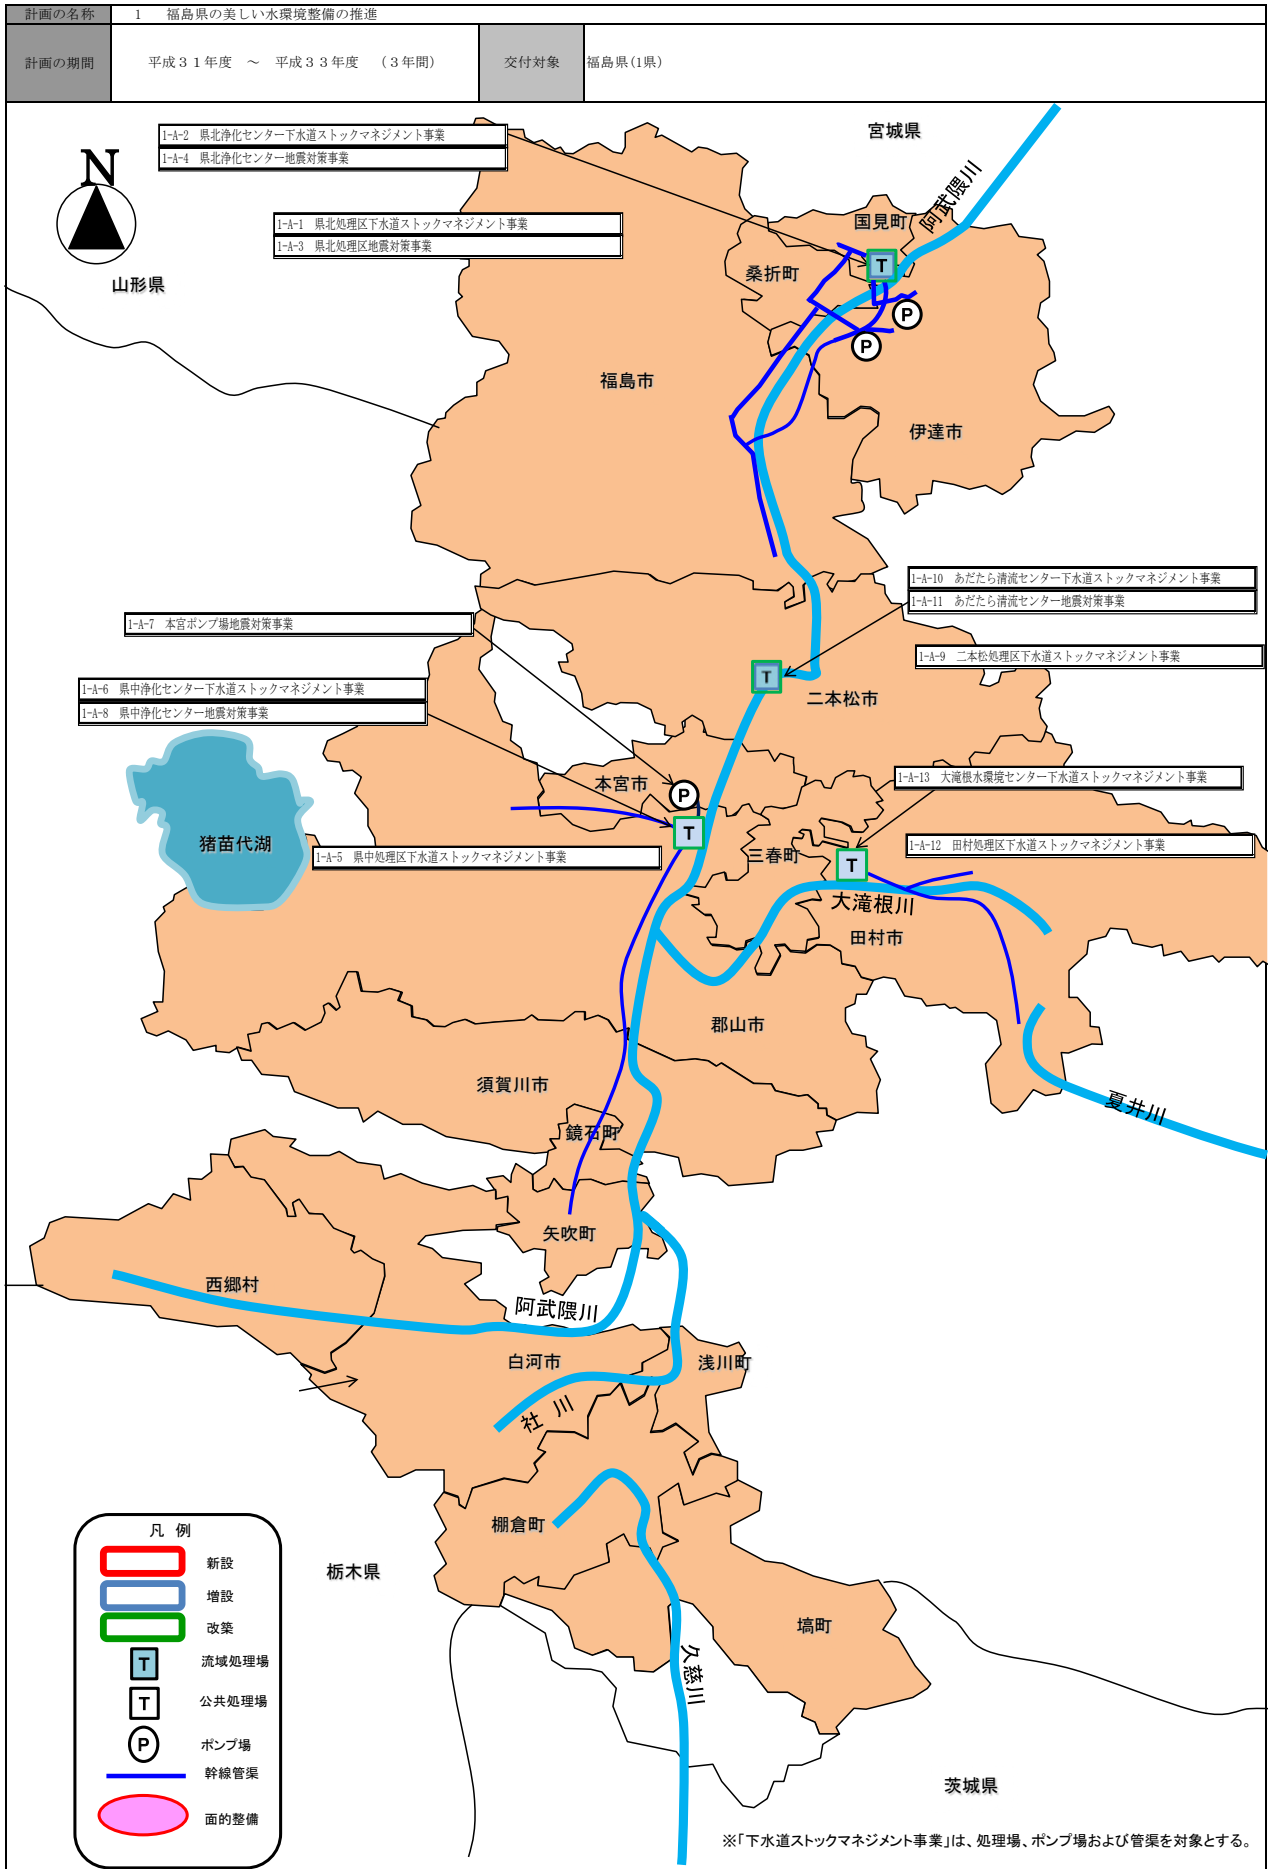 計画の名称 1 福島県の美しい水環境整備の推進
計画の期間 平成３１年度 ～ 平成３３年度 （３年間） 交付対象 福島県(1県)
宮城県
1-A-2 県北浄化センター下水道ストックマネジメント事業
1-A-4 県北浄化センター地震対策事業
N
阿武隈川
国見町
1-A-1 県北処理区下水道ストックマネジメント事業
1-A-3 県北処理区地震対策事業
T
桑折町
山形県
P
P
福島市
伊達市
1-A-10 あだたら清流センター下水道ストックマネジメント事業
1-A-11 あだたら清流センター地震対策事業
1-A-7 本宮ポンプ場地震対策事業
1-A-9 二本松処理区下水道ストックマネジメント事業
T
1-A-6 県中浄化センター下水道ストックマネジメント事業
1-A-8 県中浄化センター地震対策事業
二本松市
本宮市
P
1-A-13 大滝根水環境センター下水道ストックマネジメント事業
T
猪苗代湖
1-A-5 県中処理区下水道ストックマネジメント事業
三春町
T
1-A-12 田村処理区下水道ストックマネジメント事業
大滝根川
田村市
郡山市
須賀川市
夏井川
鏡石町
矢吹町
西郷村
阿武隈川
白河市
浅川町
社川
棚倉町
塙町
久慈川
栃木県
茨城県
凡 例
新設
増設
改築
T 流域処理場
T 公共処理場
P ポンプ場
幹線管渠
面的整備
※「下水道ストックマネジメント事業」は、処理場、ポンプ場および管渠を対象とする。